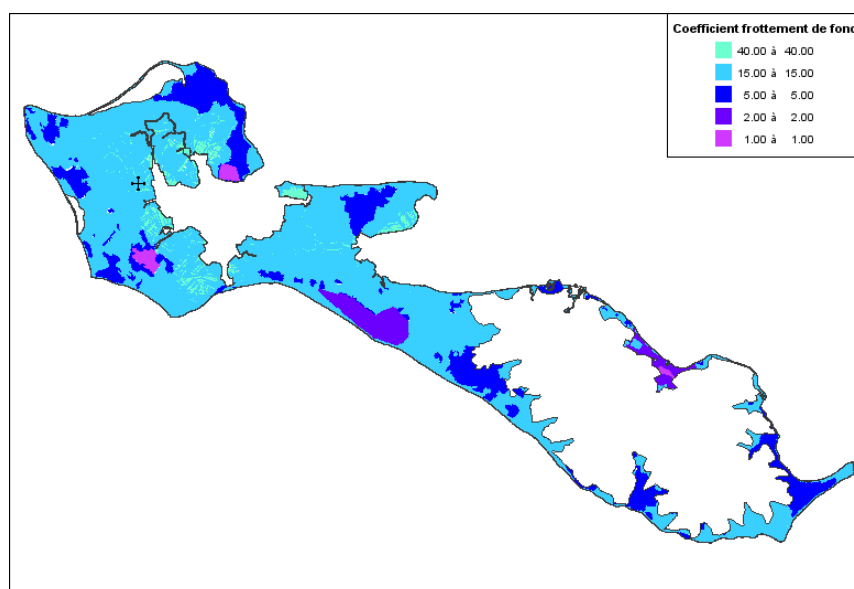 Coefficient frottement de fond
40.00 à 40.00
15.00 à 15.00
5.00 à 5.00
2.00 à 2.00
1.00 à 1.00